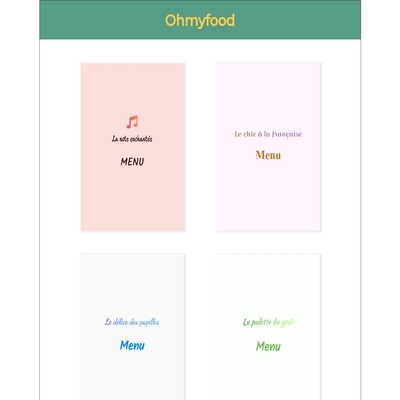 Ohmyfood
La note enchantée
MENU
Le chic à la française
Menu
Le délice des papilles
Menu
La palette du goût
Menu